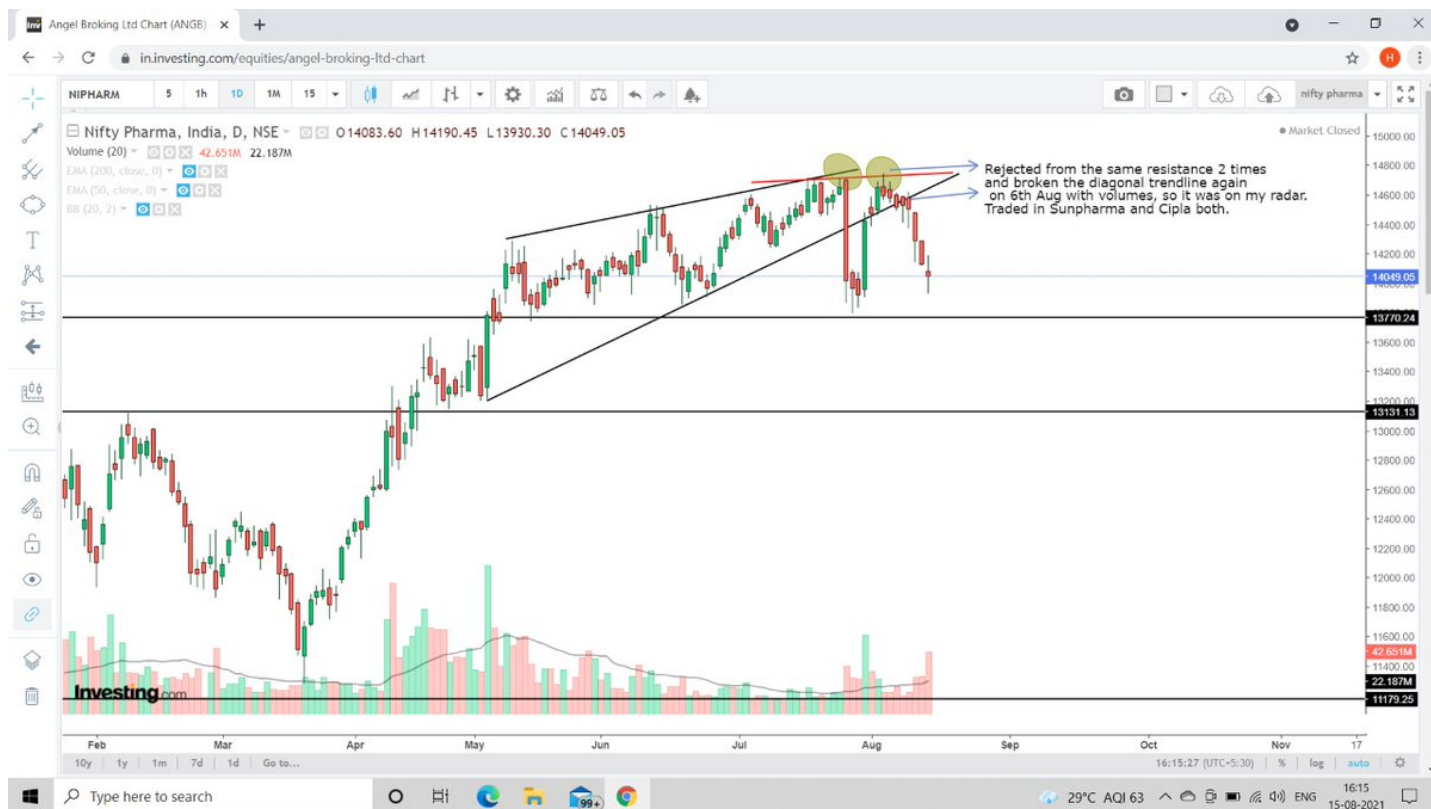 Angel Broking Ltd Chart (ANGB)
in.investing.com/equities/angel-broking-ltd-chart
H
NIPHARM 5 1h 1D 1M 15 nifty pharma
Nifty Pharma, India, D, NSE O14083.60 H14190.45 L13930.30 C14049.05
Market Closed
Volume (20) 42.651M 22.187M
EMA (200, close, 0)
EMA (50, close, 0)
BB (20, 2)
Rejected from the same resistance 2 times
and broken the diagonal trendline again
on 6th Aug with volumes, so it was on my radar.
Traded in Sunpharma and Cipla both.
15000.00
14800.00
14600.00
14400.00
14200.00
14049.05
14000.00
13770.24
13600.00
13400.00
13200.00
13131.13
13000.00
12800.00
12600.00
12400.00
12200.00
12000.00
11800.00
11600.00
42.651M
11400.00
22.187M
11179.25
Investing.com
Feb Mar Apr May Jun Jul Aug Sep Oct Nov 17
10y 1y 1m 7d 1d Go to... 16:15:27 (UTC+5:30) % log auto
Type here to search 99+ 29°C AQI 63 ENG 16:15
15-08-2021